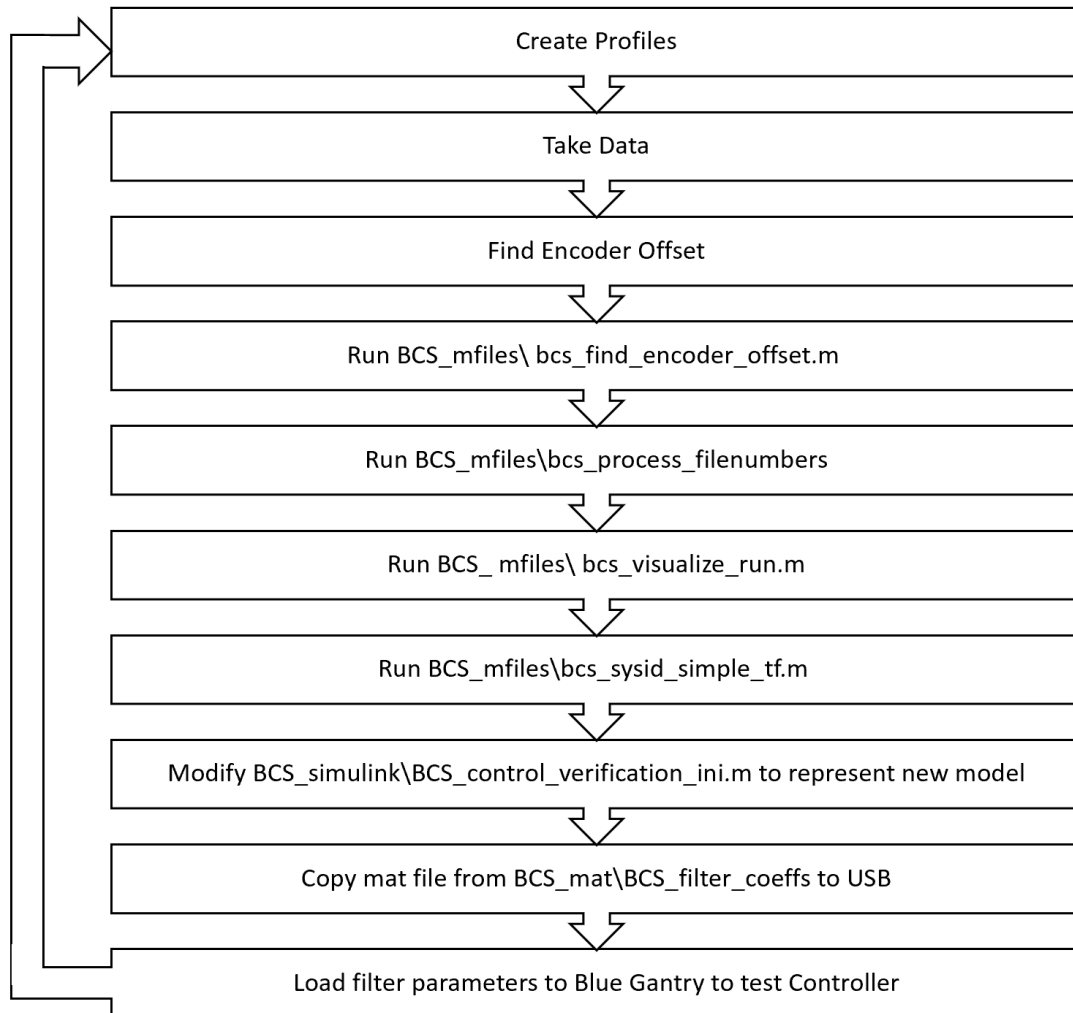 Create Profiles
Take Data
Find Encoder Offset
Run BCS_mfiles\ bcs_find_encoder_offset.m
Run BCS_mfiles\bcs_process_filenumbers
Run BCS_ mfiles\ bcs_visualize_run.m
Run BCS_mfiles\bcs_sysid_simple_tf.m
Modify BCS_simulink\BCS_control_verification_ini.m to represent new model
Copy mat file from BCS_mat\BCS_filter_coeffs to USB
Load filter parameters to Blue Gantry to test Controller